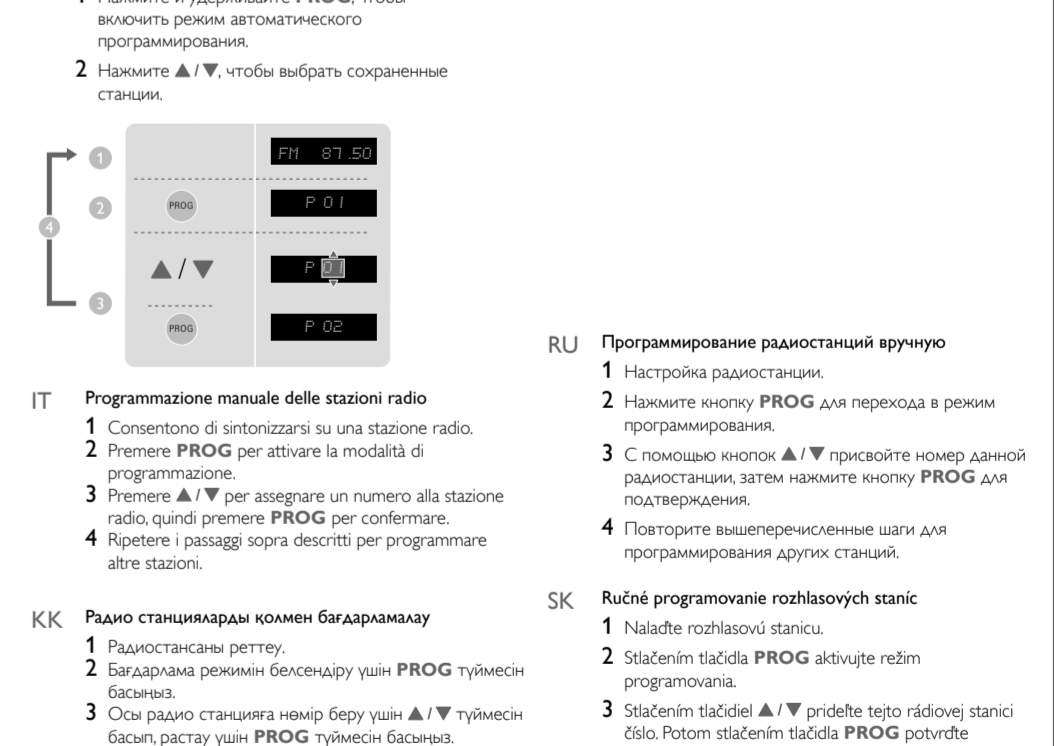 1 Нажмите и удерживайте PROG, чтобы
включить режим автоматического
программирования.
2 Нажмите ▲ / ▼, чтобы выбрать сохраненные
станции.
1
FM 87.50
2
PROG
P 01
4
▲ / ▼
P 01
3
PROG
P 02
IT Programmazione manuale delle stazioni radio
1 Consentono di sintonizzarsi su una stazione radio.
2 Premere PROG per attivare la modalità di
programmazione.
3 Premere ▲ / ▼ per assegnare un numero alla stazione
radio, quindi premere PROG per confermare.
4 Ripetere i passaggi sopra descritti per programmare
altre stazioni.
KK Радио станцияларды қолмен бағдарламалау
1 Радиостансаны реттеу.
2 Бағдарлама режимін белсендіру үшін PROG түймесін
басыңыз.
3 Осы радио станцияға нөмір беру үшін ▲ / ▼ түймесін
басып, растау үшін PROG түймесін басыңыз.
RU Программирование радиостанций вручную
1 Настройка радиостанции.
2 Нажмите кнопку PROG для перехода в режим
программирования.
3 С помощью кнопок ▲ / ▼ присвойте номер данной
радиостанции, затем нажмите кнопку PROG для
подтверждения.
4 Повторите вышеперечисленные шаги для
программирования других станций.
SK Ručné programovanie rozhlasových staníc
1 Nalaďte rozhlasovú stanicu.
2 Stlačením tlačidla PROG aktivujte režim
programovania.
3 Stlačením tlačidiel ▲ / ▼ prideľte tejto rádiovej stanici
číslo. Potom stlačením tlačidla PROG potvrďte